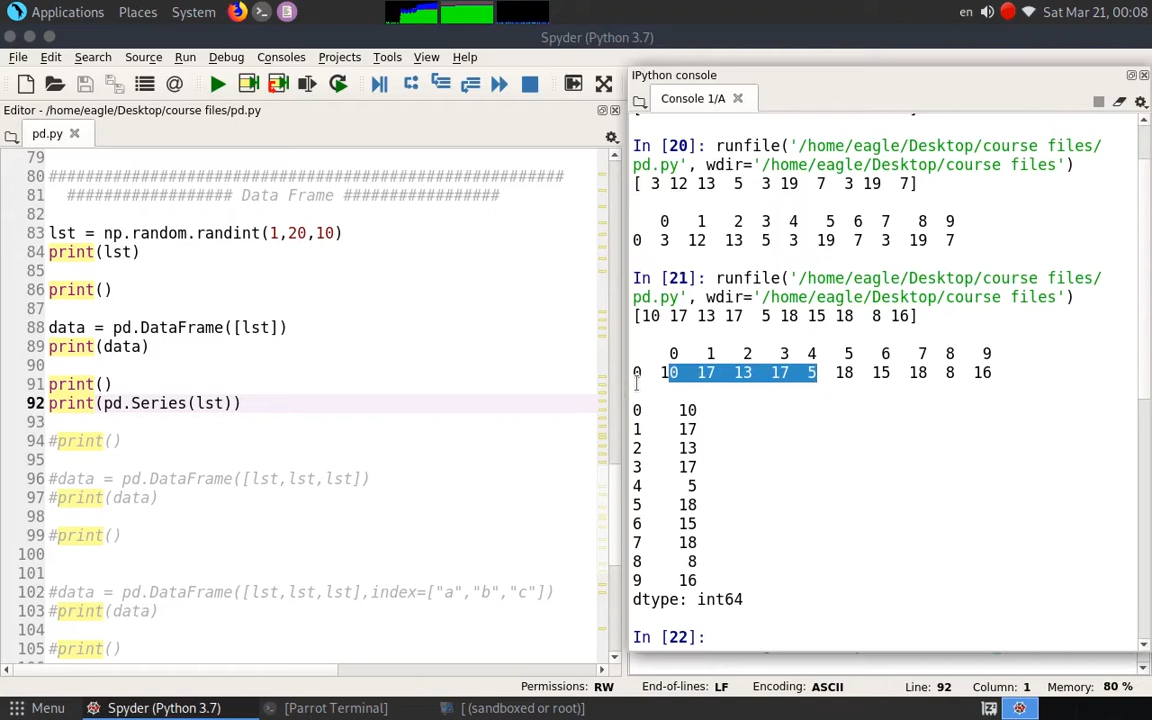 Applications Places System en Sat Mar 21, 00:08
Spyder (Python 3.7)
File Edit Search Source Run Debug Consoles Projects Tools View Help
Editor - /home/eagle/Desktop/course files/pd.py
pd.py
79
80 ########################################################
81 ################## Data Frame #################
82
83 lst = np.random.randint(1,20,10)
84 print(lst)
85
86 print()
87
88 data = pd.DataFrame([lst])
89 print(data)
90
91 print()
92 print(pd.Series(lst))
93
94 #print()
95
96 #data = pd.DataFrame([lst,lst,lst])
97 #print(data)
98
99 #print()
100
101
102 #data = pd.DataFrame([lst,lst,lst],index=["a","b","c"])
103 #print(data)
104
105 #print()
IPython console
Console 1/A
In [20]: runfile('/home/eagle/Desktop/course files/
pd.py', wdir='/home/eagle/Desktop/course files')
[ 3 12 13  5  3 19  7  3 19  7]
0 1 2 3 4 5 6 7 8 9
0 3 12 13 5 3 19 7 3 19 7
In [21]: runfile('/home/eagle/Desktop/course files/
pd.py', wdir='/home/eagle/Desktop/course files')
[10 17 13 17  5 18 15 18  8 16]
0 1 2 3 4 5 6 7 8 9
0 10 17 13 17 5 18 15 18 8 16
0 10
1 17
2 13
3 17
4 5
5 18
6 15
7 18
8 8
9 16
dtype: int64
In [22]:
Permissions: RW End-of-lines: LF Encoding: ASCII Line: 92 Column: 1 Memory: 80 %
Menu Spyder (Python 3.7) [Parrot Terminal] [ (sandboxed or root)]